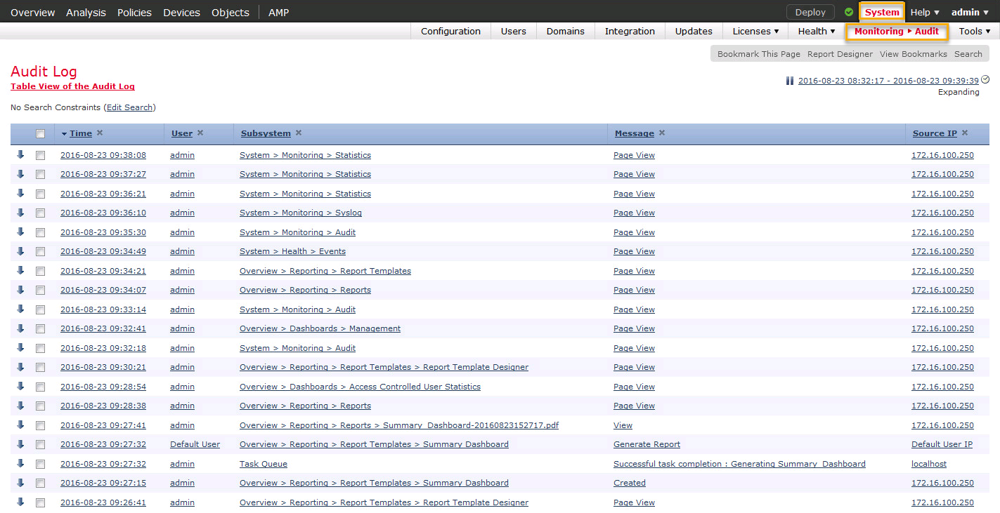 Overview Analysis Policies Devices Objects AMP Deploy System Help ▼ admin ▼
Configuration Users Domains Integration Updates Licenses ▼ Health ▼ Monitoring ▸ Audit Tools ▼
Bookmark This Page Report Designer View Bookmarks Search
Audit Log
Table View of the Audit Log
2016-08-23 08:32:17 - 2016-08-23 09:39:39
Expanding
No Search Constraints (Edit Search)
Time User Subsystem Message Source IP
2016-08-23 09:38:08 admin System > Monitoring > Statistics Page View 172.16.100.250
2016-08-23 09:37:27 admin System > Monitoring > Statistics Page View 172.16.100.250
2016-08-23 09:36:21 admin System > Monitoring > Statistics Page View 172.16.100.250
2016-08-23 09:36:10 admin System > Monitoring > Syslog Page View 172.16.100.250
2016-08-23 09:35:30 admin System > Monitoring > Audit Page View 172.16.100.250
2016-08-23 09:34:49 admin System > Health > Events Page View 172.16.100.250
2016-08-23 09:34:21 admin Overview > Reporting > Report Templates Page View 172.16.100.250
2016-08-23 09:34:07 admin Overview > Reporting > Reports Page View 172.16.100.250
2016-08-23 09:33:14 admin System > Monitoring > Audit Page View 172.16.100.250
2016-08-23 09:32:41 admin Overview > Dashboards > Management Page View 172.16.100.250
2016-08-23 09:32:18 admin System > Monitoring > Audit Page View 172.16.100.250
2016-08-23 09:30:21 admin Overview > Reporting > Report Templates > Report Template Designer Page View 172.16.100.250
2016-08-23 09:28:54 admin Overview > Dashboards > Access Controlled User Statistics Page View 172.16.100.250
2016-08-23 09:28:38 admin Overview > Reporting > Reports Page View 172.16.100.250
2016-08-23 09:27:41 admin Overview > Reporting > Reports > Summary_Dashboard-20160823152717.pdf View 172.16.100.250
2016-08-23 09:27:32 Default User Overview > Reporting > Report Templates > Summary Dashboard Generate Report Default User IP
2016-08-23 09:27:32 admin Task Queue Successful task completion : Generating Summary_Dashboard localhost
2016-08-23 09:27:15 admin Overview > Reporting > Report Templates > Summary Dashboard Created 172.16.100.250
2016-08-23 09:26:41 admin Overview > Reporting > Report Templates > Report Template Designer Page View 172.16.100.250